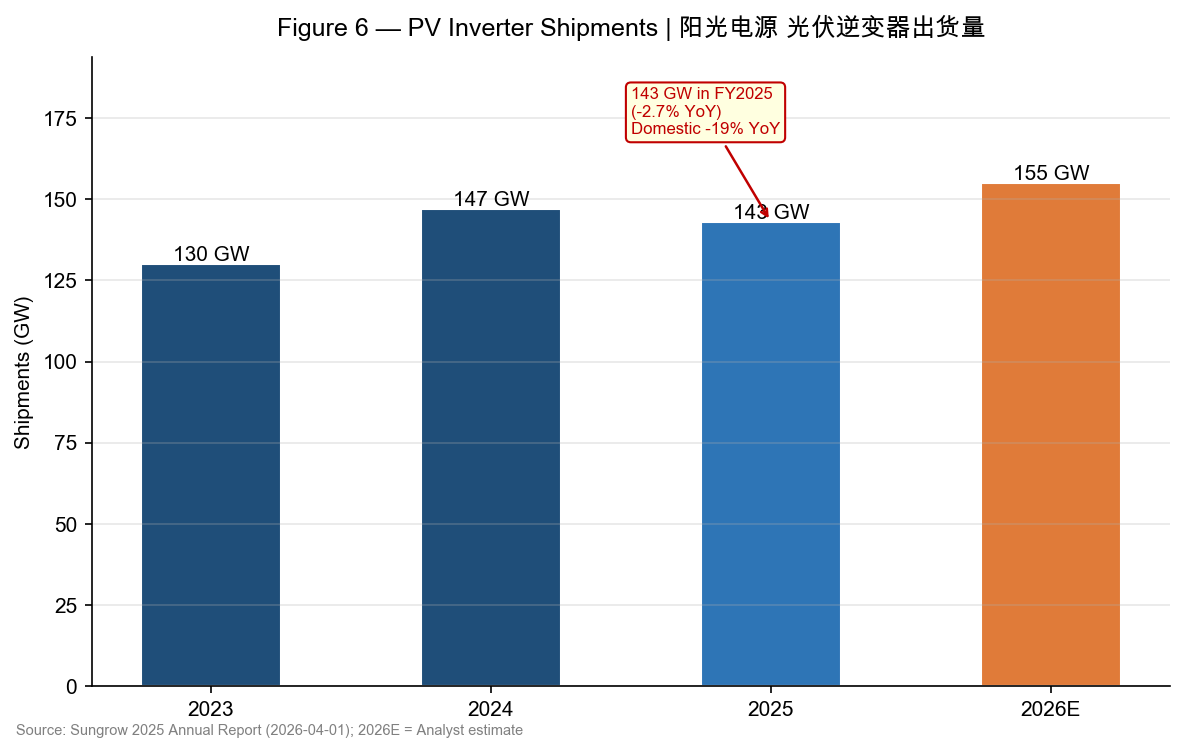 Figure 6 — PV Inverter Shipments | 阳光电源 光伏逆变器出货量
143 GW in FY2025
(-2.7% YoY)
Domestic -19% YoY
175
150
125
100
75
50
25
0
Shipments (GW)
130 GW
147 GW
143 GW
155 GW
2023
2024
2025
2026E
Source: Sungrow 2025 Annual Report (2026-04-01); 2026E = Analyst estimate